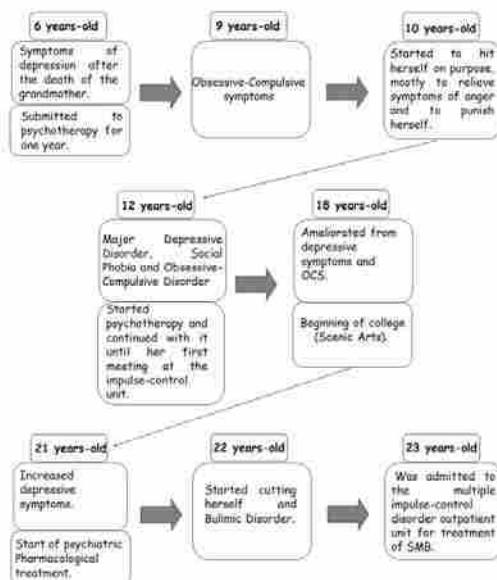 6 years-old
Symptoms of
depression after
the death of the
grandmother.
Submitted to
psychotherapy for
one year.
9 years-old
Obsessive-Compulsive
symptoms
10 years-old
Started to hit
herself on purpose,
mostly to relieve
symptoms of anger
and to punish
herself.
12 years-old
Major Depressive
Disorder, Social
Phobia and Obsessive-
Compulsive Disorder
Started
psychotherapy and
continued with it
until her first
meeting at the
impulse-control
unit.
18 years-old
Ameliorated from
depressive
symptoms and
OCS.
Beginning of college
(Scenic Arts).
21 years-old
Increased
depressive
symptoms.
Start of psychiatric
Pharmacological
treatment.
22 years-old
Started cutting
herself and
Bulimic Disorder.
23 years-old
Was admitted to
the multiple
impulse-control
disorder outpatient
unit for treatment
of SMB.